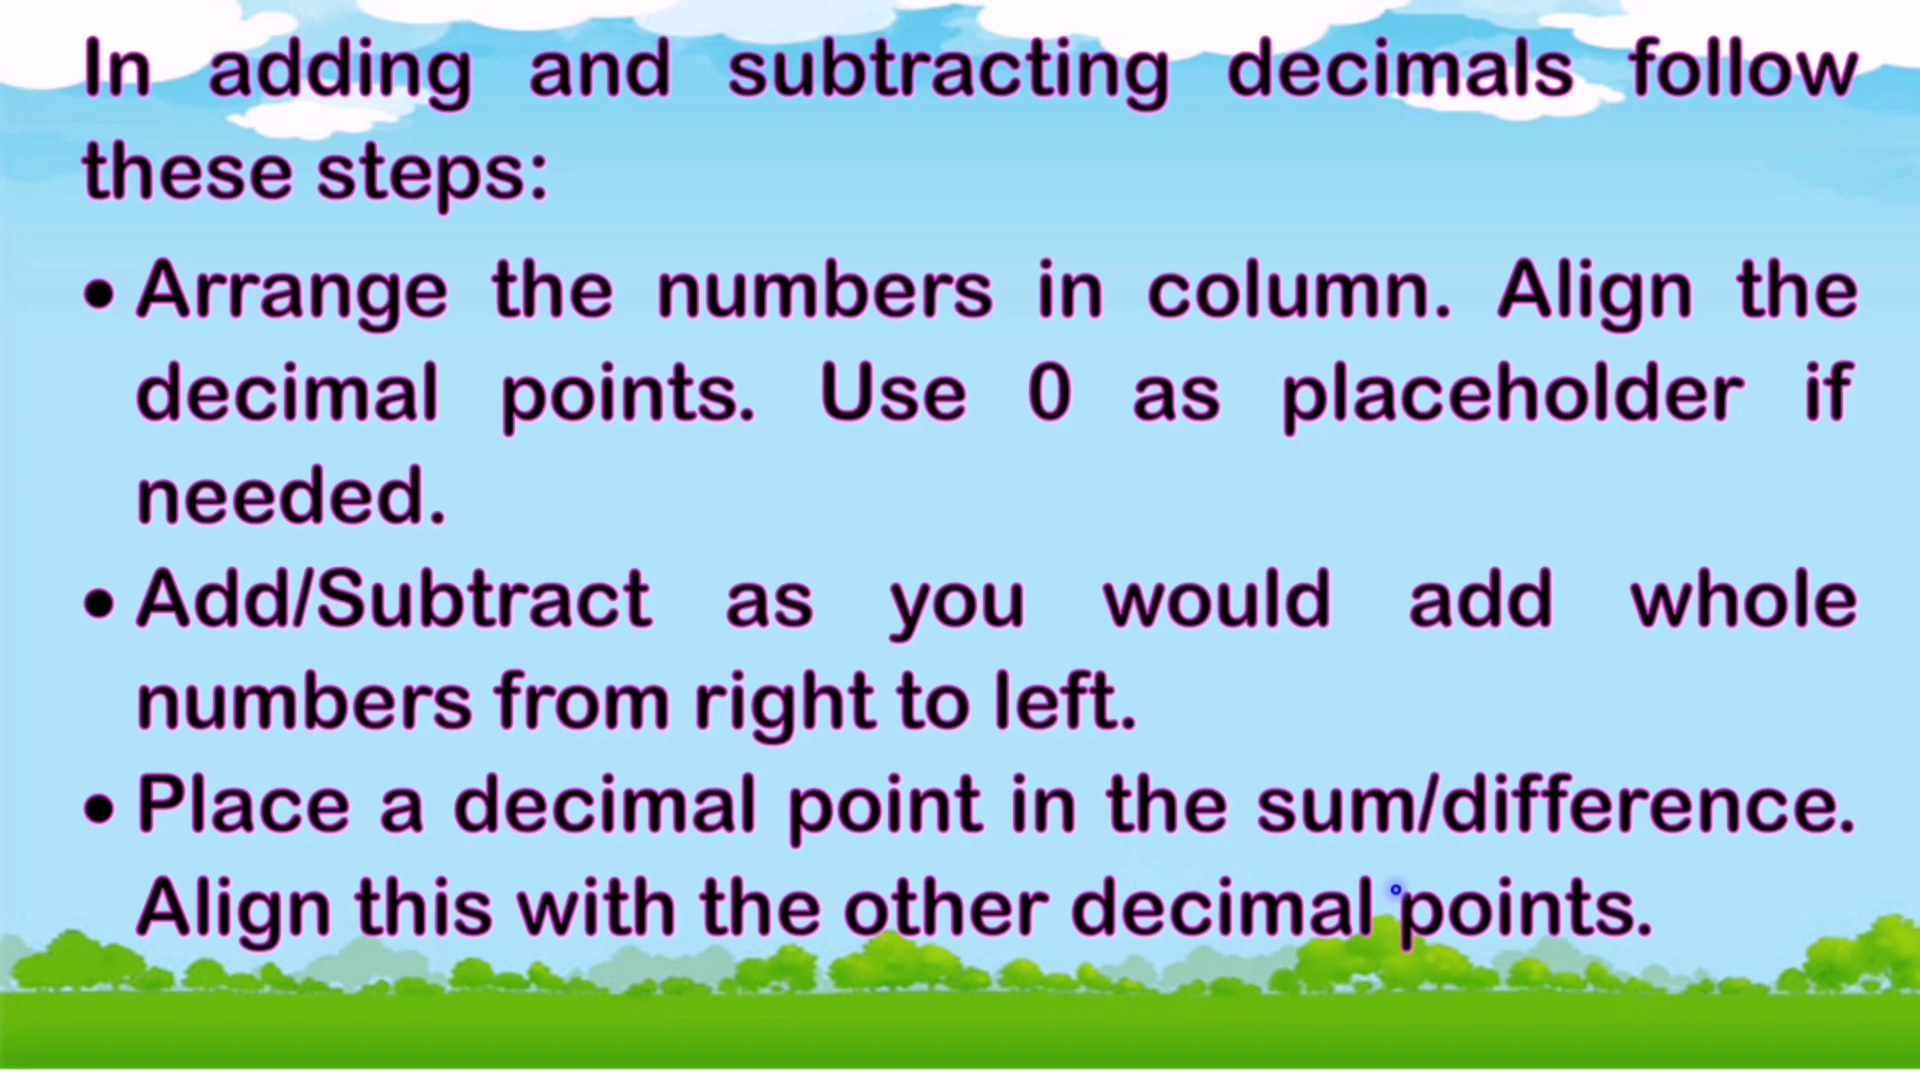 In adding and subtracting decimals follow
these steps:
• Arrange the numbers in column. Align the
decimal points. Use 0 as placeholder if
needed.
• Add/Subtract as you would add whole
numbers from right to left.
• Place a decimal point in the sum/difference.
Align this with the other decimal points.